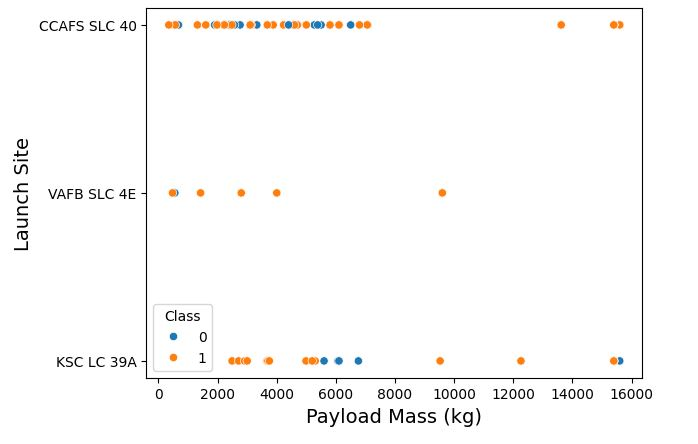 CCAFS SLC 40
VAFB SLC 4E
KSC LC 39A
Launch Site
Class
0
1
0 2000 4000 6000 8000 10000 12000 14000 16000
Payload Mass (kg)